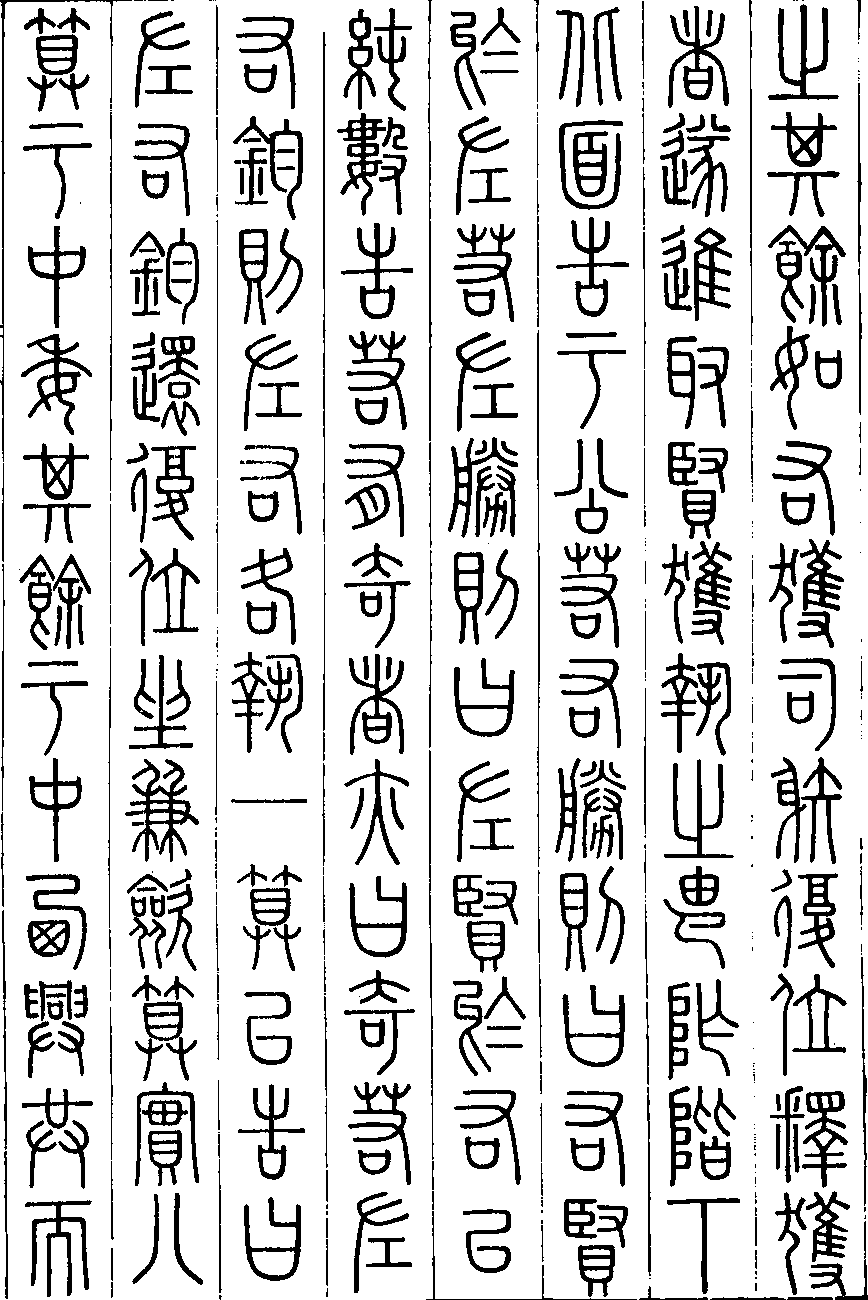 之其餘如右獲司射復位釋獲
者遂進取賢獲執之由阼階下
北面告于公若右勝則曰右賢
於左若左勝則曰左賢於右以
純數告若有奇者亦曰奇若左
右鈞則左右各執一算以告曰
左右鈞還復位坐兼斂算實八
算于中委其餘于中西興共而